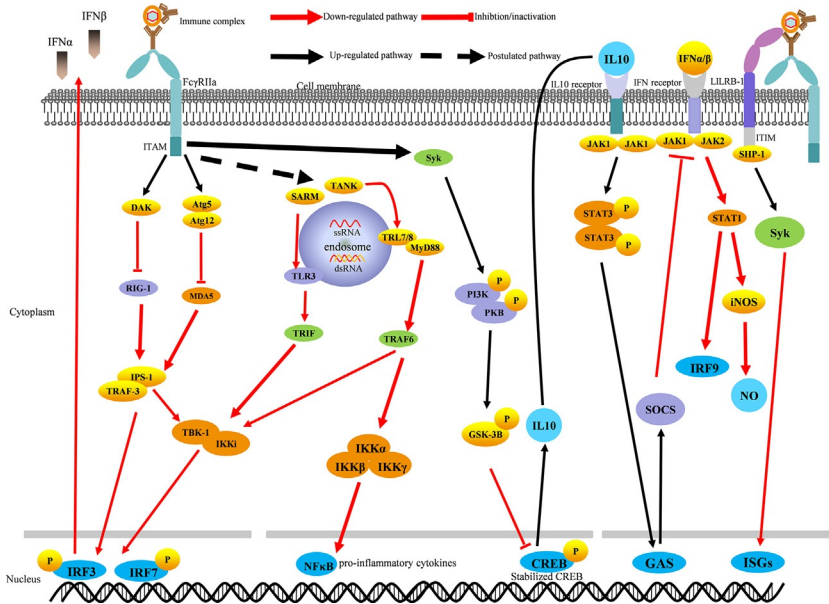 IFNβ
IFNα
Immune complex
Down-regulated pathway
Inhibtion/inactivation
Up-regulated pathway
Postulated pathway
FcγRIIa
Cell membrane
IL10
IFNα/β
IL10 receptor
IFN receptor
LILRB-1
ITAM
ITIM
JAK1
JAK1
JAK1
JAK2
SHP-1
Syk
TANK
SARM
DAK
Atg5
Atg12
STAT3
P
STAT3
P
STAT1
Syk
ssRNA
endosome
dsRNA
TRL7/8
MyD88
TLR3
RIG-1
MDA5
P
PI3K
P
PKB
iNOS
Cytoplasm
TRIF
TRAF6
IPS-1
TRAF-3
IRF9
NO
TBK-1
IKKi
IKKα
IKKβ
IKKγ
P
GSK-3B
IL10
SOCS
P
IRF3
IRF7
P
NFκB
pro-inflammatory cytokines
CREB
P
Stabilized CREB
GAS
ISGs
Nucleus